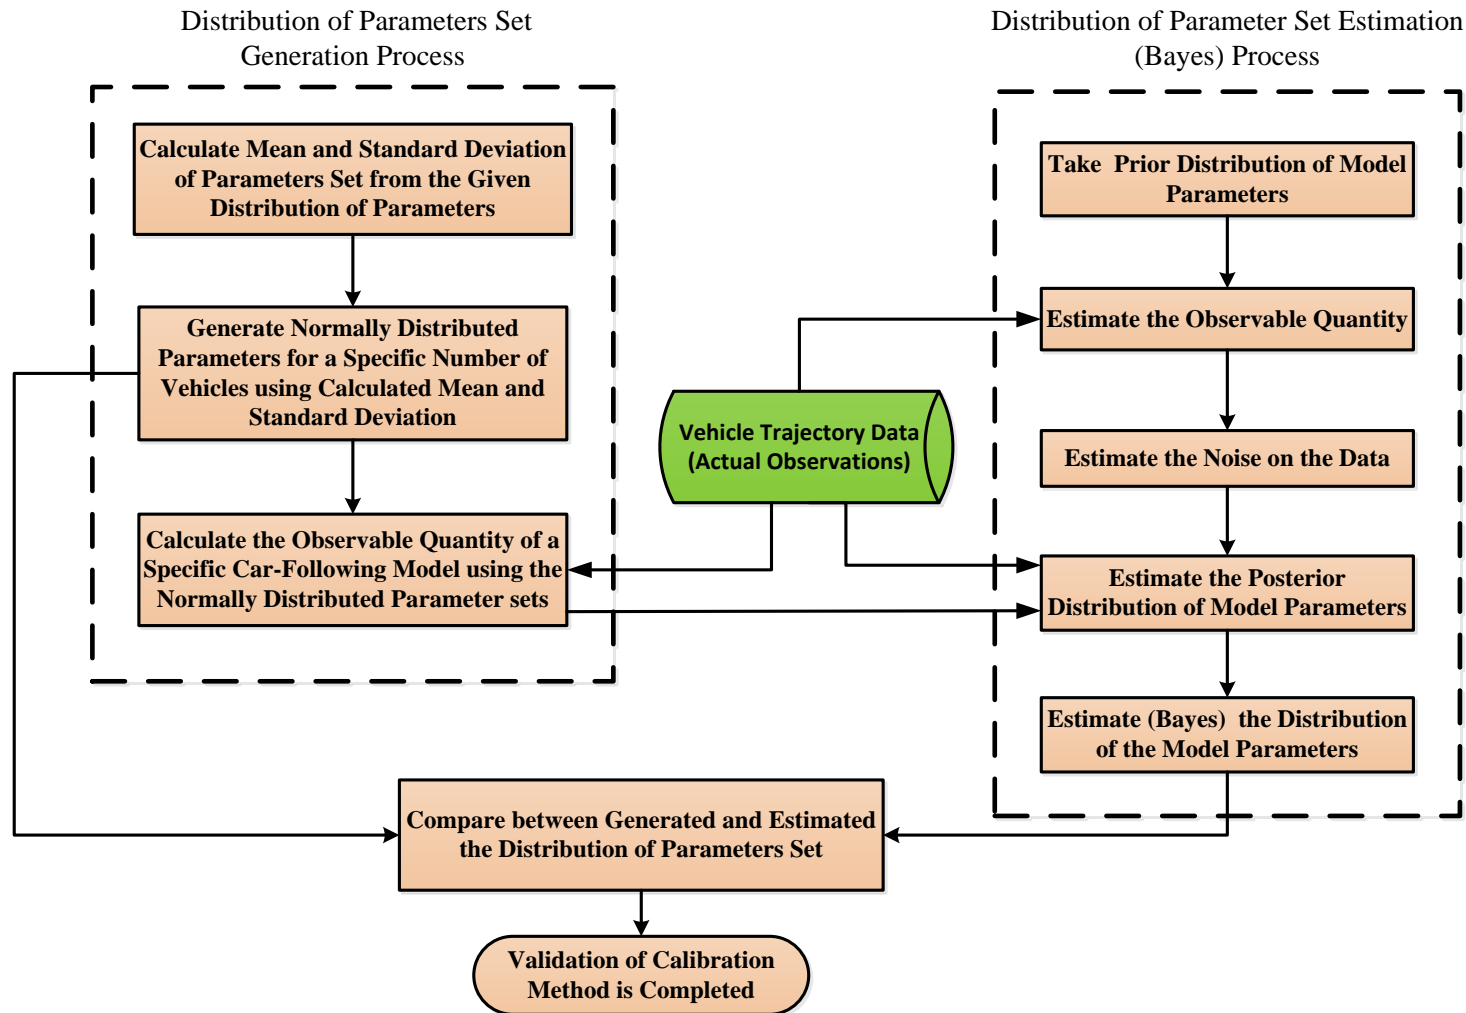 Distribution of Parameters Set
Generation Process
Calculate Mean and Standard Deviation
of Parameters Set from the Given
Distribution of Parameters
Generate Normally Distributed
Parameters for a Specific Number of
Vehicles using Calculated Mean and
Standard Deviation
Calculate the Observable Quantity of a
Specific Car-Following Model using the
Normally Distributed Parameter sets
Vehicle Trajectory Data
(Actual Observations)
Distribution of Parameter Set Estimation
(Bayes) Process
Take Prior Distribution of Model
Parameters
Estimate the Observable Quantity
Estimate the Noise on the Data
Estimate the Posterior
Distribution of Model Parameters
Estimate (Bayes) the Distribution
of the Model Parameters
Compare between Generated and Estimated
the Distribution of Parameters Set
Validation of Calibration
Method is Completed